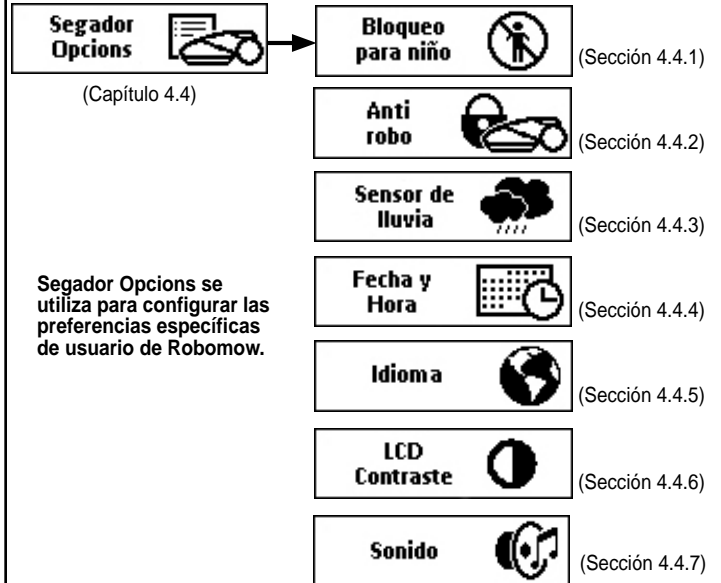 Segador
Opcions
(Capítulo 4.4)
Bloqueo
para niño
(Sección 4.4.1)
Anti
robo
(Sección 4.4.2)
Sensor de
lluvia
(Sección 4.4.3)
Segador Opcions se
utiliza para configurar las
preferencias específicas
de usuario de Robomow.
Fecha y
Hora
(Sección 4.4.4)
Idioma
(Sección 4.4.5)
LCD
Contraste
(Sección 4.4.6)
Sonido
(Sección 4.4.7)